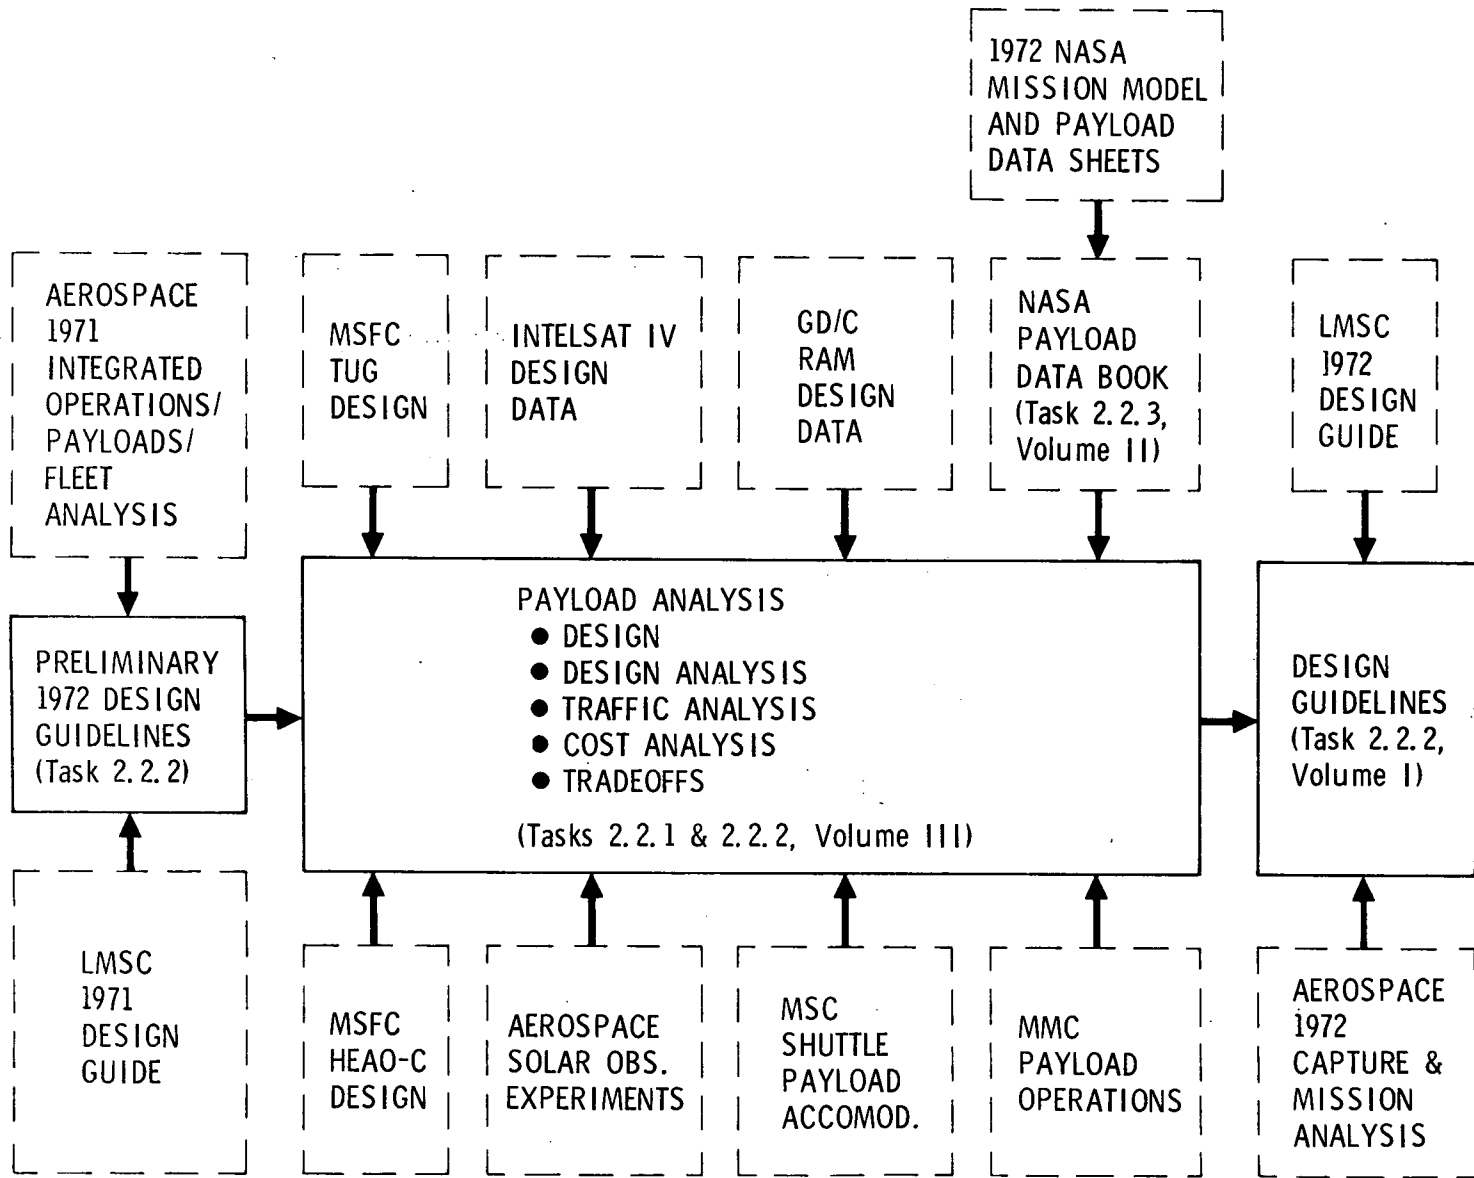 1972 NASA
MISSION MODEL
AND PAYLOAD
DATA SHEETS
AEROSPACE
1971
INTEGRATED
OPERATIONS/
PAYLOADS/
FLEET
ANALYSIS
MSFC
TUG
DESIGN
INTELSAT IV
DESIGN
DATA
GD/C
RAM
DESIGN
DATA
NASA
PAYLOAD
DATA BOOK
(Task 2.2.3,
Volume II)
LMSC
1972
DESIGN
GUIDE
PRELIMINARY
1972 DESIGN
GUIDELINES
(Task 2.2.2)
PAYLOAD ANALYSIS
● DESIGN
● DESIGN ANALYSIS
● TRAFFIC ANALYSIS
● COST ANALYSIS
● TRADEOFFS
(Tasks 2.2.1 & 2.2.2, Volume III)
DESIGN
GUIDELINES
(Task 2.2.2,
Volume I)
LMSC
1971
DESIGN
GUIDE
MSFC
HEAO-C
DESIGN
AEROSPACE
SOLAR OBS.
EXPERIMENTS
MSC
SHUTTLE
PAYLOAD
ACCOMOD.
MMC
PAYLOAD
OPERATIONS
AEROSPACE
1972
CAPTURE &
MISSION
ANALYSIS